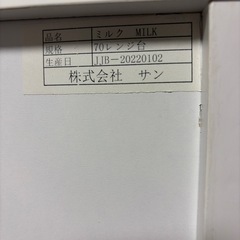 品名 ミルク MILK
規格 70レンジ台
生産日 JJB-20220102
株式会社 サン